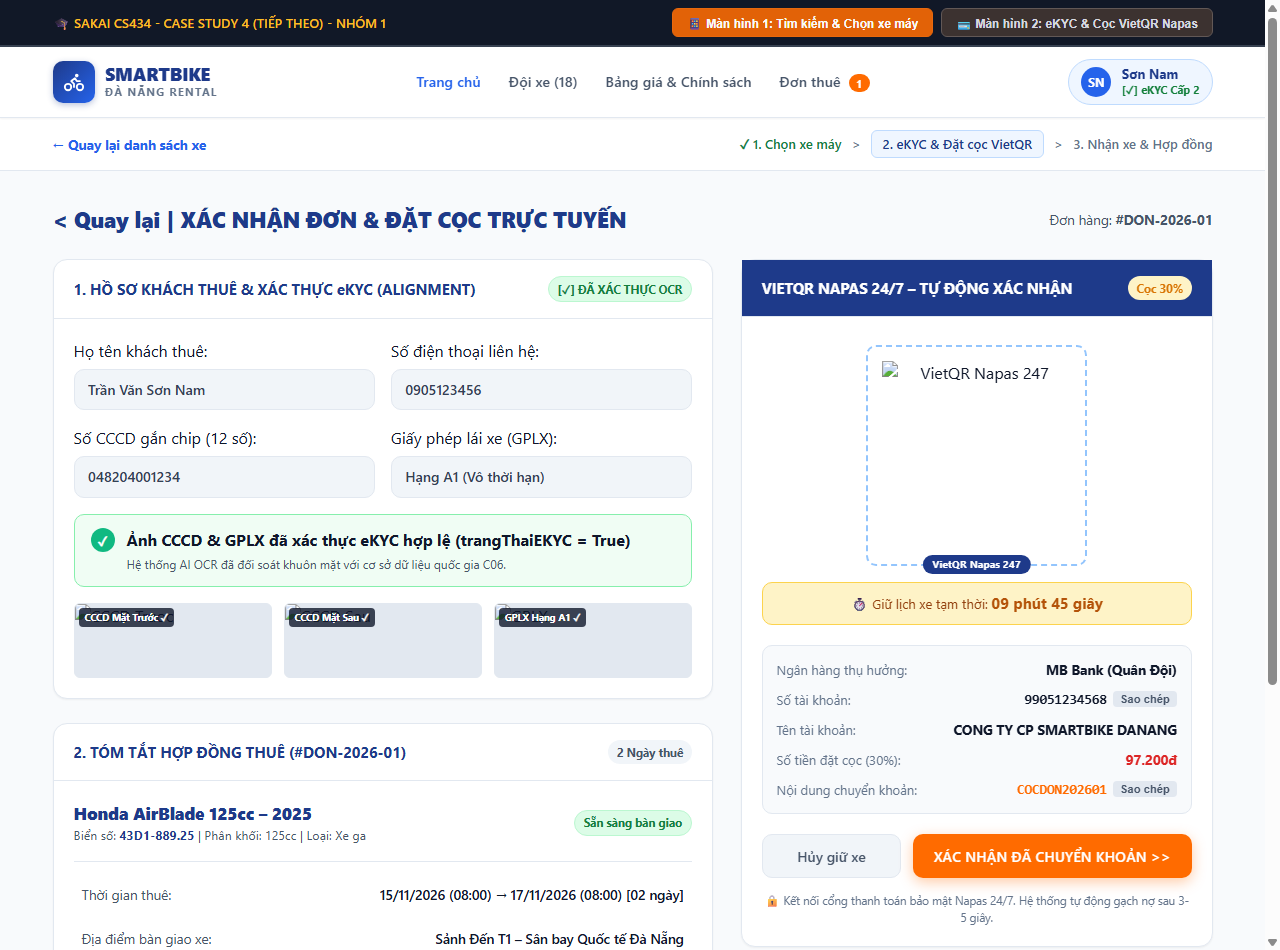 SAKAI CS434 - CASE STUDY 4 (TIẾP THEO) - NHÓM 1
Màn hình 1: Tìm kiếm & Chọn xe máy
Màn hình 2: eKYC & Cọc VietQR Napas
SMARTBIKE
ĐÀ NẴNG RENTAL
Trang chủ
Đội xe (18)
Bảng giá & Chính sách
Đơn thuê 1
SN
Sơn Nam
[✓] eKYC Cấp 2
← Quay lại danh sách xe
✓ 1. Chọn xe máy > 2. eKYC & Đặt cọc VietQR > 3. Nhận xe & Hợp đồng
< Quay lại | XÁC NHẬN ĐƠN & ĐẶT CỌC TRỰC TUYẾN
Đơn hàng: #DON-2026-01
1. HỒ SƠ KHÁCH THUÊ & XÁC THỰC eKYC (ALIGNMENT)
[✓] ĐÃ XÁC THỰC OCR
Họ tên khách thuê:
Trần Văn Sơn Nam
Số điện thoại liên hệ:
0905123456
Số CCCD gắn chip (12 số):
048204001234
Giấy phép lái xe (GPLX):
Hạng A1 (Vô thời hạn)
✓ Ảnh CCCD & GPLX đã xác thực eKYC hợp lệ (trangThaiEKYC = True)
Hệ thống AI OCR đã đối soát khuôn mặt với cơ sở dữ liệu quốc gia C06.
CCCD Mặt Trước ✓
CCCD Mặt Sau ✓
GPLX Hạng A1 ✓
2. TÓM TẮT HỢP ĐỒNG THUÊ (#DON-2026-01)
2 Ngày thuê
Honda AirBlade 125cc – 2025
Biển số: 43D1-889.25 | Phân khối: 125cc | Loại: Xe ga
Sẵn sàng bàn giao
Thời gian thuê:
15/11/2026 (08:00) → 17/11/2026 (08:00) [02 ngày]
Địa điểm bàn giao xe:
Sảnh Đến T1 – Sân bay Quốc tế Đà Nẵng
VIETQR NAPAS 24/7 – TỰ ĐỘNG XÁC NHẬN
Cọc 30%
VietQR Napas 247
VietQR Napas 247
Giữ lịch xe tạm thời: 09 phút 45 giây
Ngân hàng thụ hưởng:
MB Bank (Quân Đội)
Số tài khoản:
99051234568 Sao chép
Tên tài khoản:
CONG TY CP SMARTBIKE DANANG
Số tiền đặt cọc (30%):
97.200đ
Nội dung chuyển khoản:
COCDON202601 Sao chép
Hủy giữ xe
XÁC NHẬN ĐÃ CHUYỂN KHOẢN >>
Kết nối cổng thanh toán bảo mật Napas 24/7. Hệ thống tự động gạch nợ sau 3-
5 giây.